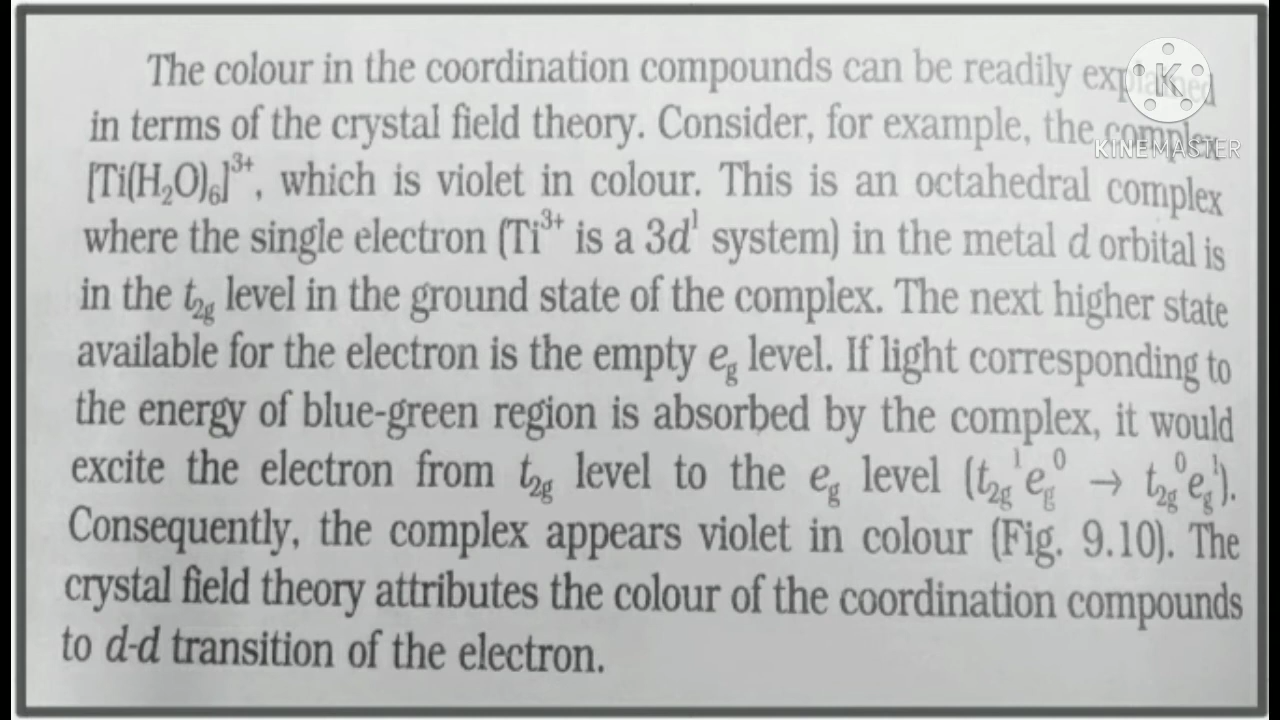 The colour in the coordination compounds can be readily explained
in terms of the crystal field theory. Consider, for example, the complex
[Ti(H₂O)₆]³⁺, which is violet in colour. This is an octahedral complex
where the single electron (Ti³⁺ is a 3d¹ system) in the metal d orbital is
in the t₂g level in the ground state of the complex. The next higher state
available for the electron is the empty eg level. If light corresponding to
the energy of blue-green region is absorbed by the complex, it would
excite the electron from t₂g level to the eg level (t₂g¹eg⁰ → t₂g⁰eg¹).
Consequently, the complex appears violet in colour (Fig. 9.10). The
crystal field theory attributes the colour of the coordination compounds
to d-d transition of the electron.
K
KINEMASTER